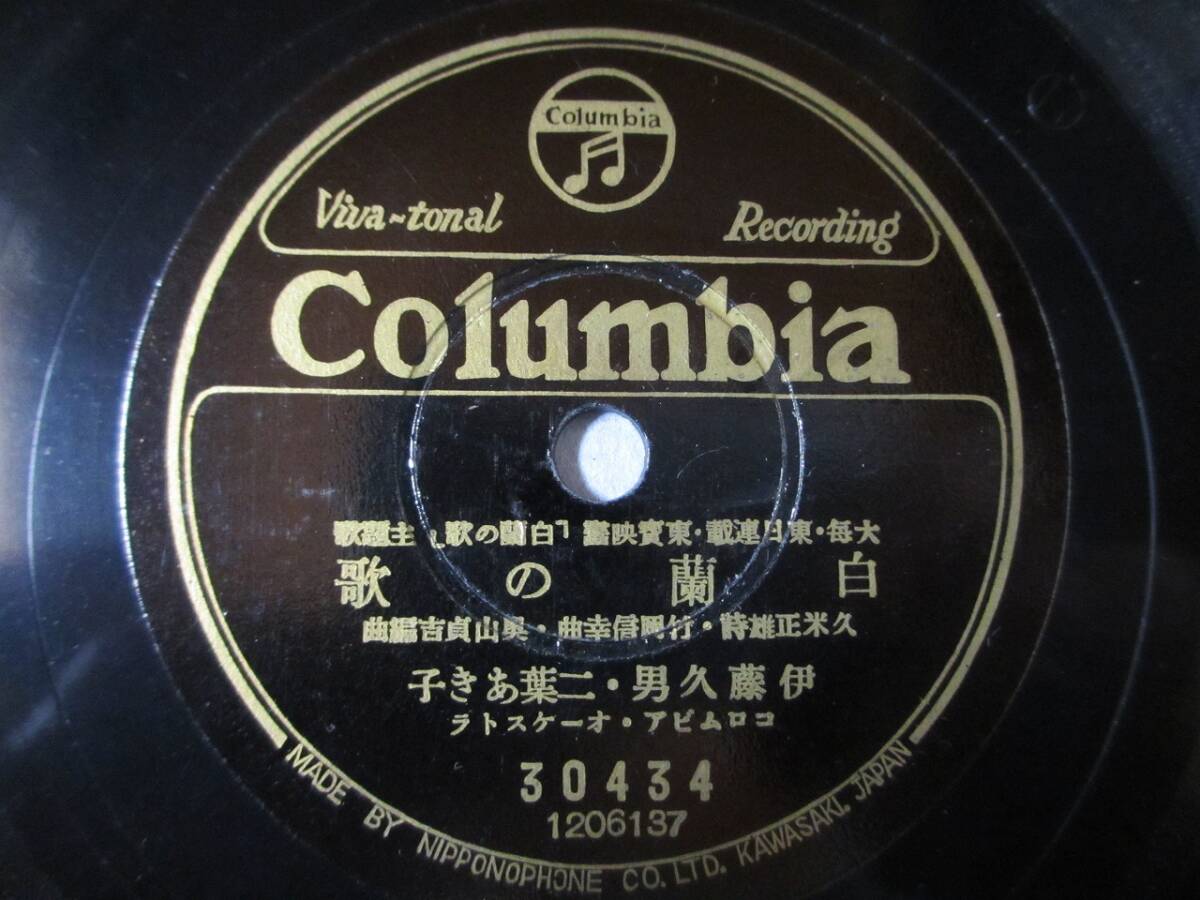 Columbia
Viva-tonal Recording
Columbia
大毎・東日連載・東寶映畫「白蘭の歌」主題歌
白蘭の歌
久米正雄詩・竹岡信幸曲・奥山貞吉編曲
伊藤久男・二葉あき子
コロムビア・オーケストラ
30434
1206137
MADE BY NIPPONOPHONE CO. LTD. KAWASAKI, JAPAN